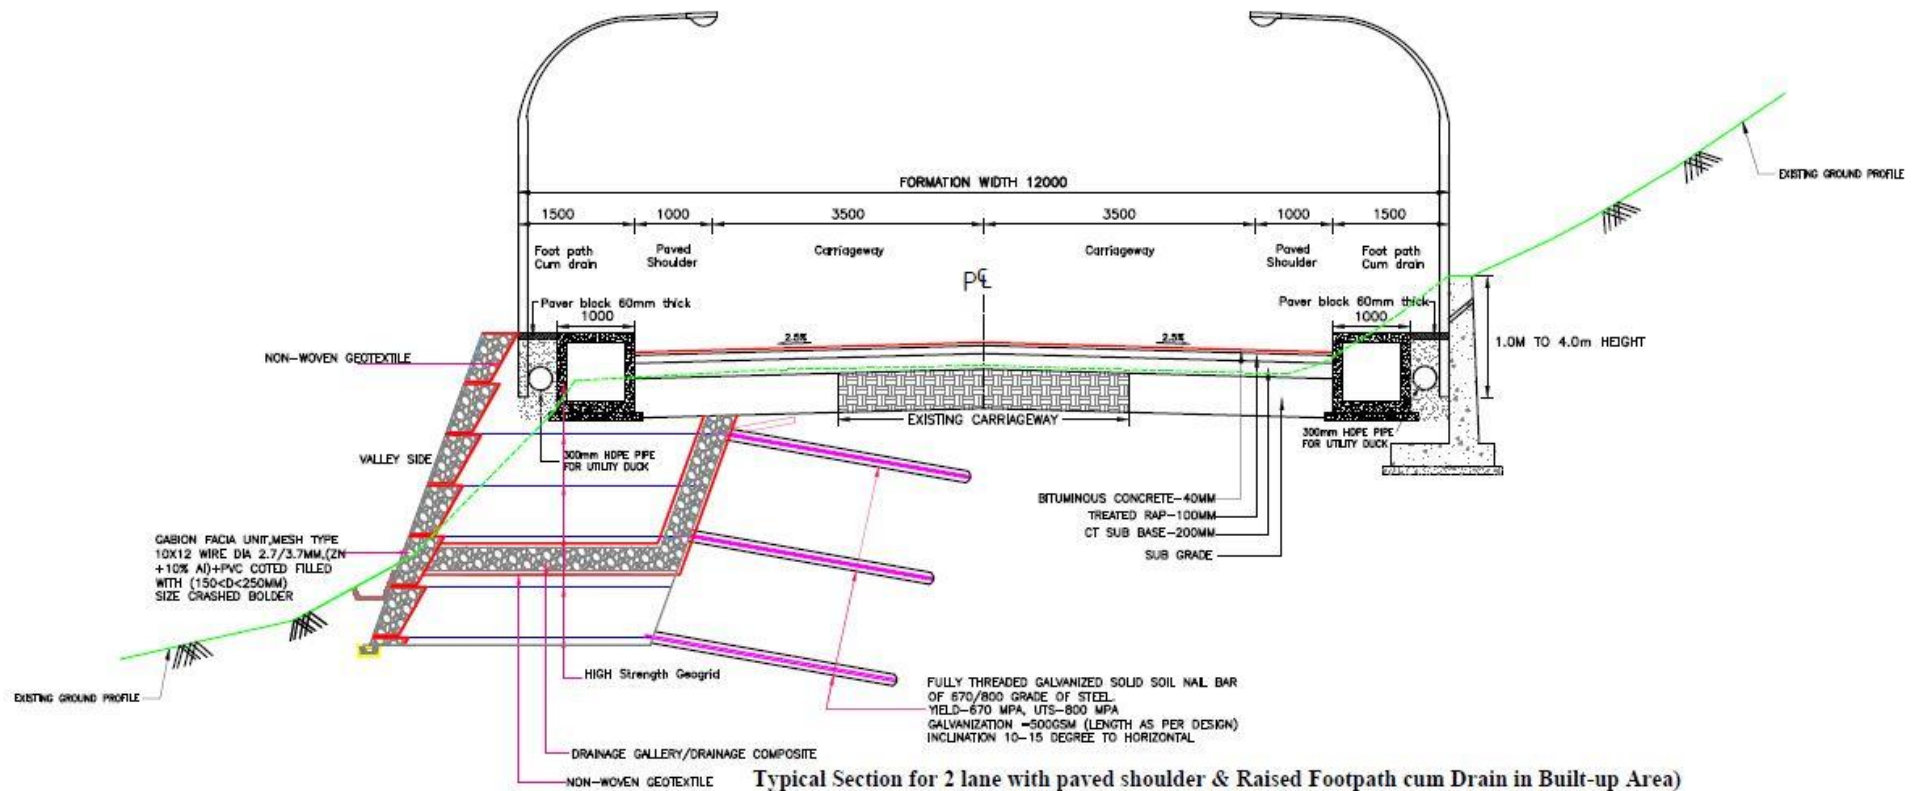 FORMATION WIDTH 12000
1500
1000
3500
3500
1000
1500
Foot path
Cum drain
Paved
Shoulder
Carriageway
Carriageway
Paved
Shoulder
Foot path
Cum drain
EXISTING GROUND PROFILE
Paver block 60mm thick
1000
2.5%
2.5%
Paver block 60mm thick
1000
1.0M TO 4.0m HEIGHT
NON-WOVEN GEOTEXTILE
EXISTING CARRIAGEWAY
300mm HDPE PIPE
FOR UTILITY DUCK
VALLEY SIDE
300mm HDPE PIPE
FOR UTILITY DUCK
BITUMINOUS CONCRETE-40MM
TREATED RAP-100MM
CT SUB BASE-200MM
SUB GRADE
GABION FACIA UNIT,MESH TYPE
10X12 WIRE DIA 2.7/3.7MM,(ZN
+10% Al)+PVC COTED FILLED
WITH (150<D<250MM)
SIZE CRASHED BOLDER
EXISTING GROUND PROFILE
HIGH Strength Geogrid
FULLY THREADED GALVANIZED SOLID SOIL NAIL BAR
OF 670/800 GRADE OF STEEL.
YIELD-670 MPA, UTS-800 MPA
GALVANIZATION =500GSM (LENGTH AS PER DESIGN)
INCLINATION 10-15 DEGREE TO HORIZONTAL
DRAINAGE GALLERY/DRAINAGE COMPOSITE
NON-WOVEN GEOTEXTILE
Typical Section for 2 lane with paved shoulder & Raised Footpath cum Drain in Built-up Area)